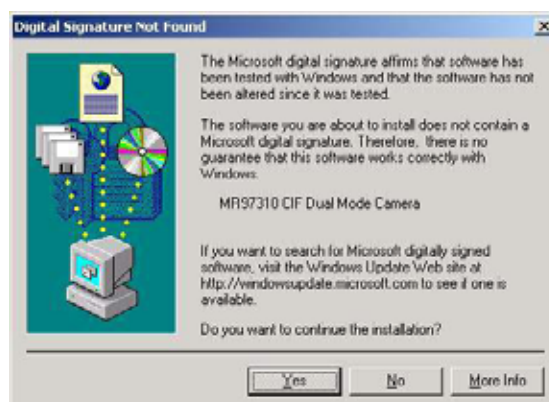 Digital Signature Not Found
The Microsoft digital signature affirms that software has
been tested with Windows and that the software has not
been altered since it was tested.
The software you are about to install does not contain a
Microsoft digital signature. Therefore, there is no
guarantee that this software works correctly with
Windows.
MR97310 CIF Dual Mode Camera
If you want to search for Microsoft digitally signed
software, visit the Windows Update Web site at
http://windowsupdate.microsoft.com to see if one is
available.
Do you want to continue the installation?
Yes
No
More Info